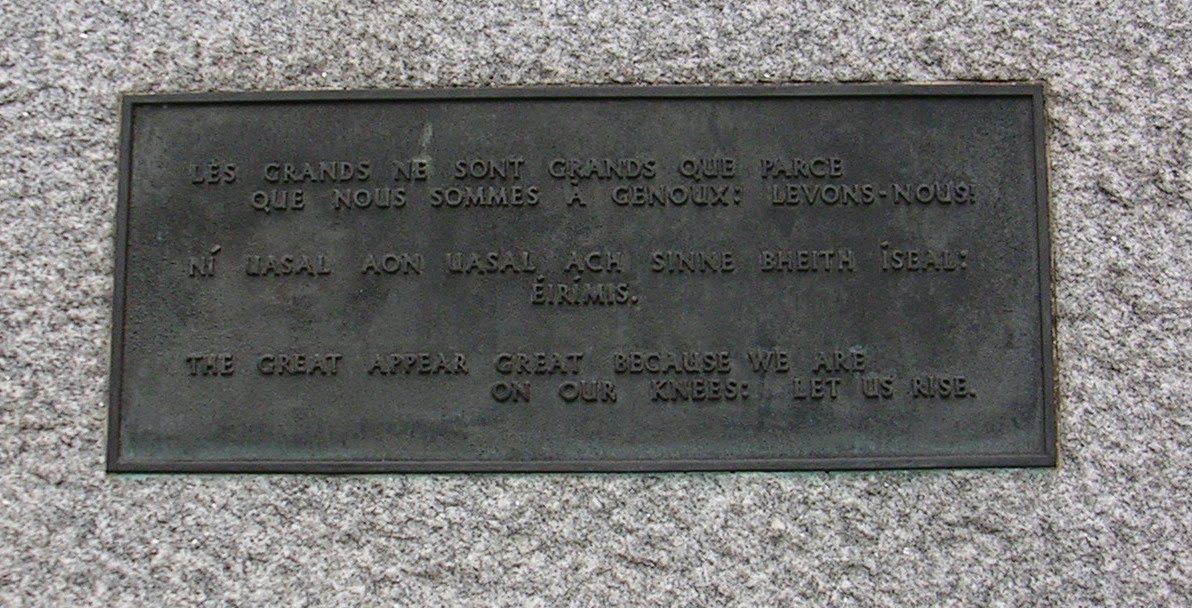 LES GRANDS NE SONT GRANDS QUE PARCE
QUE NOUS SOMMES À GENOUX: LEVONS-NOUS!
NÍ UASAL AON UASAL ACH SINNE BHEITH ÍSEAL:
ÉIRÍMIS.
THE GREAT APPEAR GREAT BECAUSE WE ARE
ON OUR KNEES: LET US RISE.